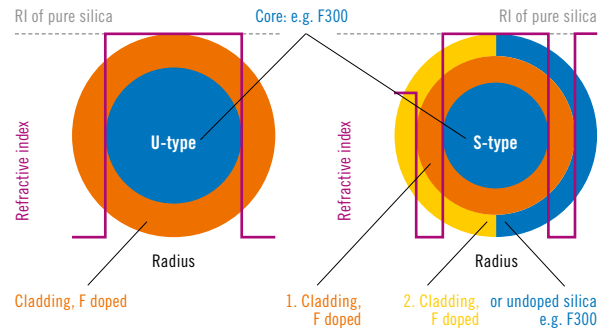 RI of pure silica
Core: e.g. F300
RI of pure silica
Refractive index
U-type
Refractive index
S-type
Radius
Radius
Cladding, F doped
1. Cladding,
F doped
2. Cladding,
F doped
or undoped silica
e.g. F300